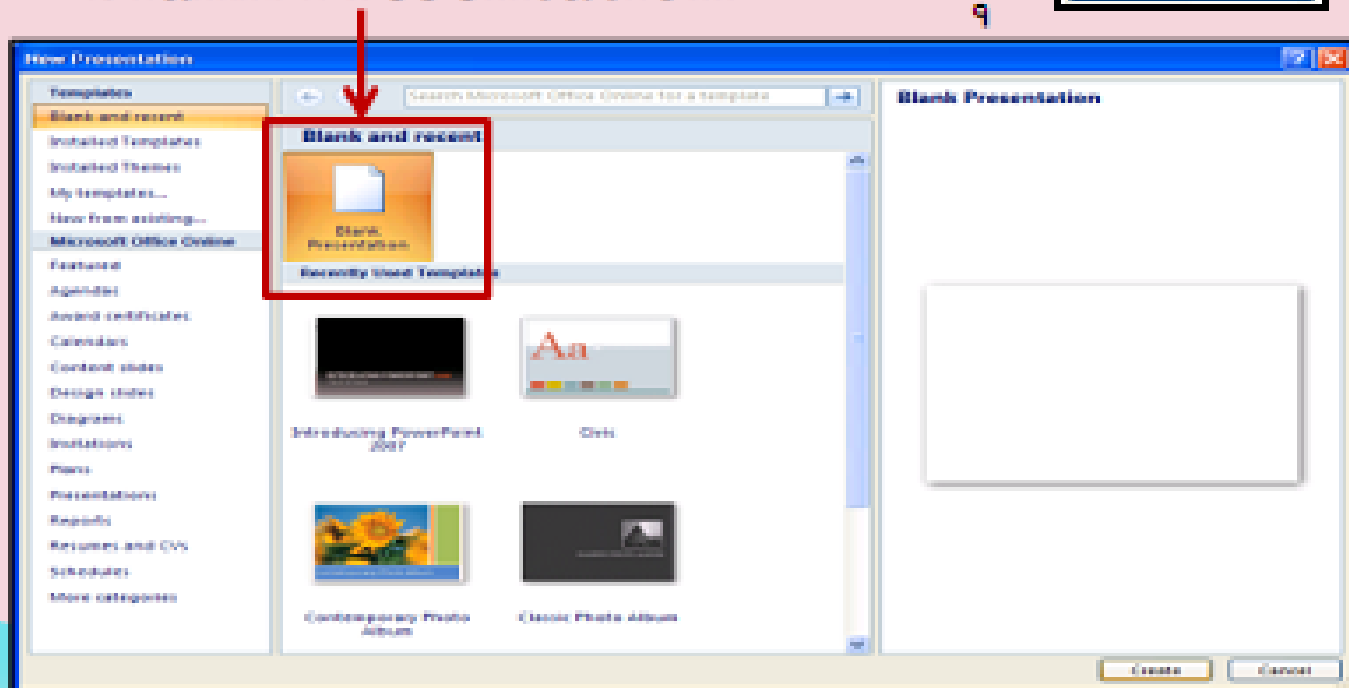 New Presentation
Templates
Blank and recent
Installed Templates
Installed Themes
My templates...
New from existing...
Microsoft Office Online
Featured
Agendas
Award certificates
Calendars
Content slides
Design slides
Diagrams
Invitations
Plans
Presentations
Reports
Resumes and CVs
Schedules
More categories
Search Microsoft Office Online for a template
Blank and recent
Blank
Presentation
Recently Used Templates
Aa
Introducing PowerPoint
2007
Civic
Contemporary Photo
Album
Classic Photo Album
Blank Presentation
Create
Cancel